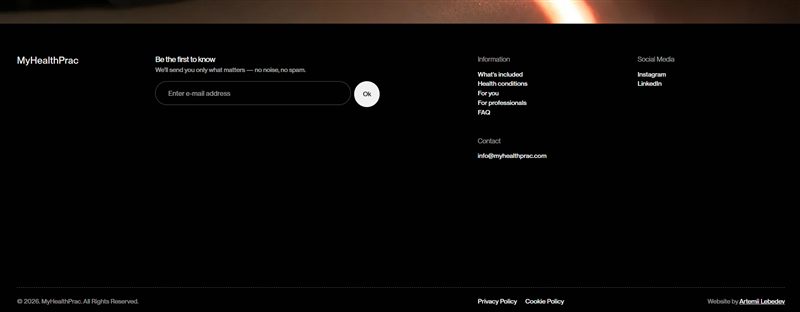 MyHealthPrac
Be the first to know
We'll send you only what matters — no noise, no spam.
Enter e-mail address
Ok
Information
What's included
Health conditions
For you
For professionals
FAQ
Contact
info@myhealthprac.com
Social Media
Instagram
LinkedIn
© 2026. MyHealthPrac. All Rights Reserved.
Privacy Policy
Cookie Policy
Website by Artemii Lebedev